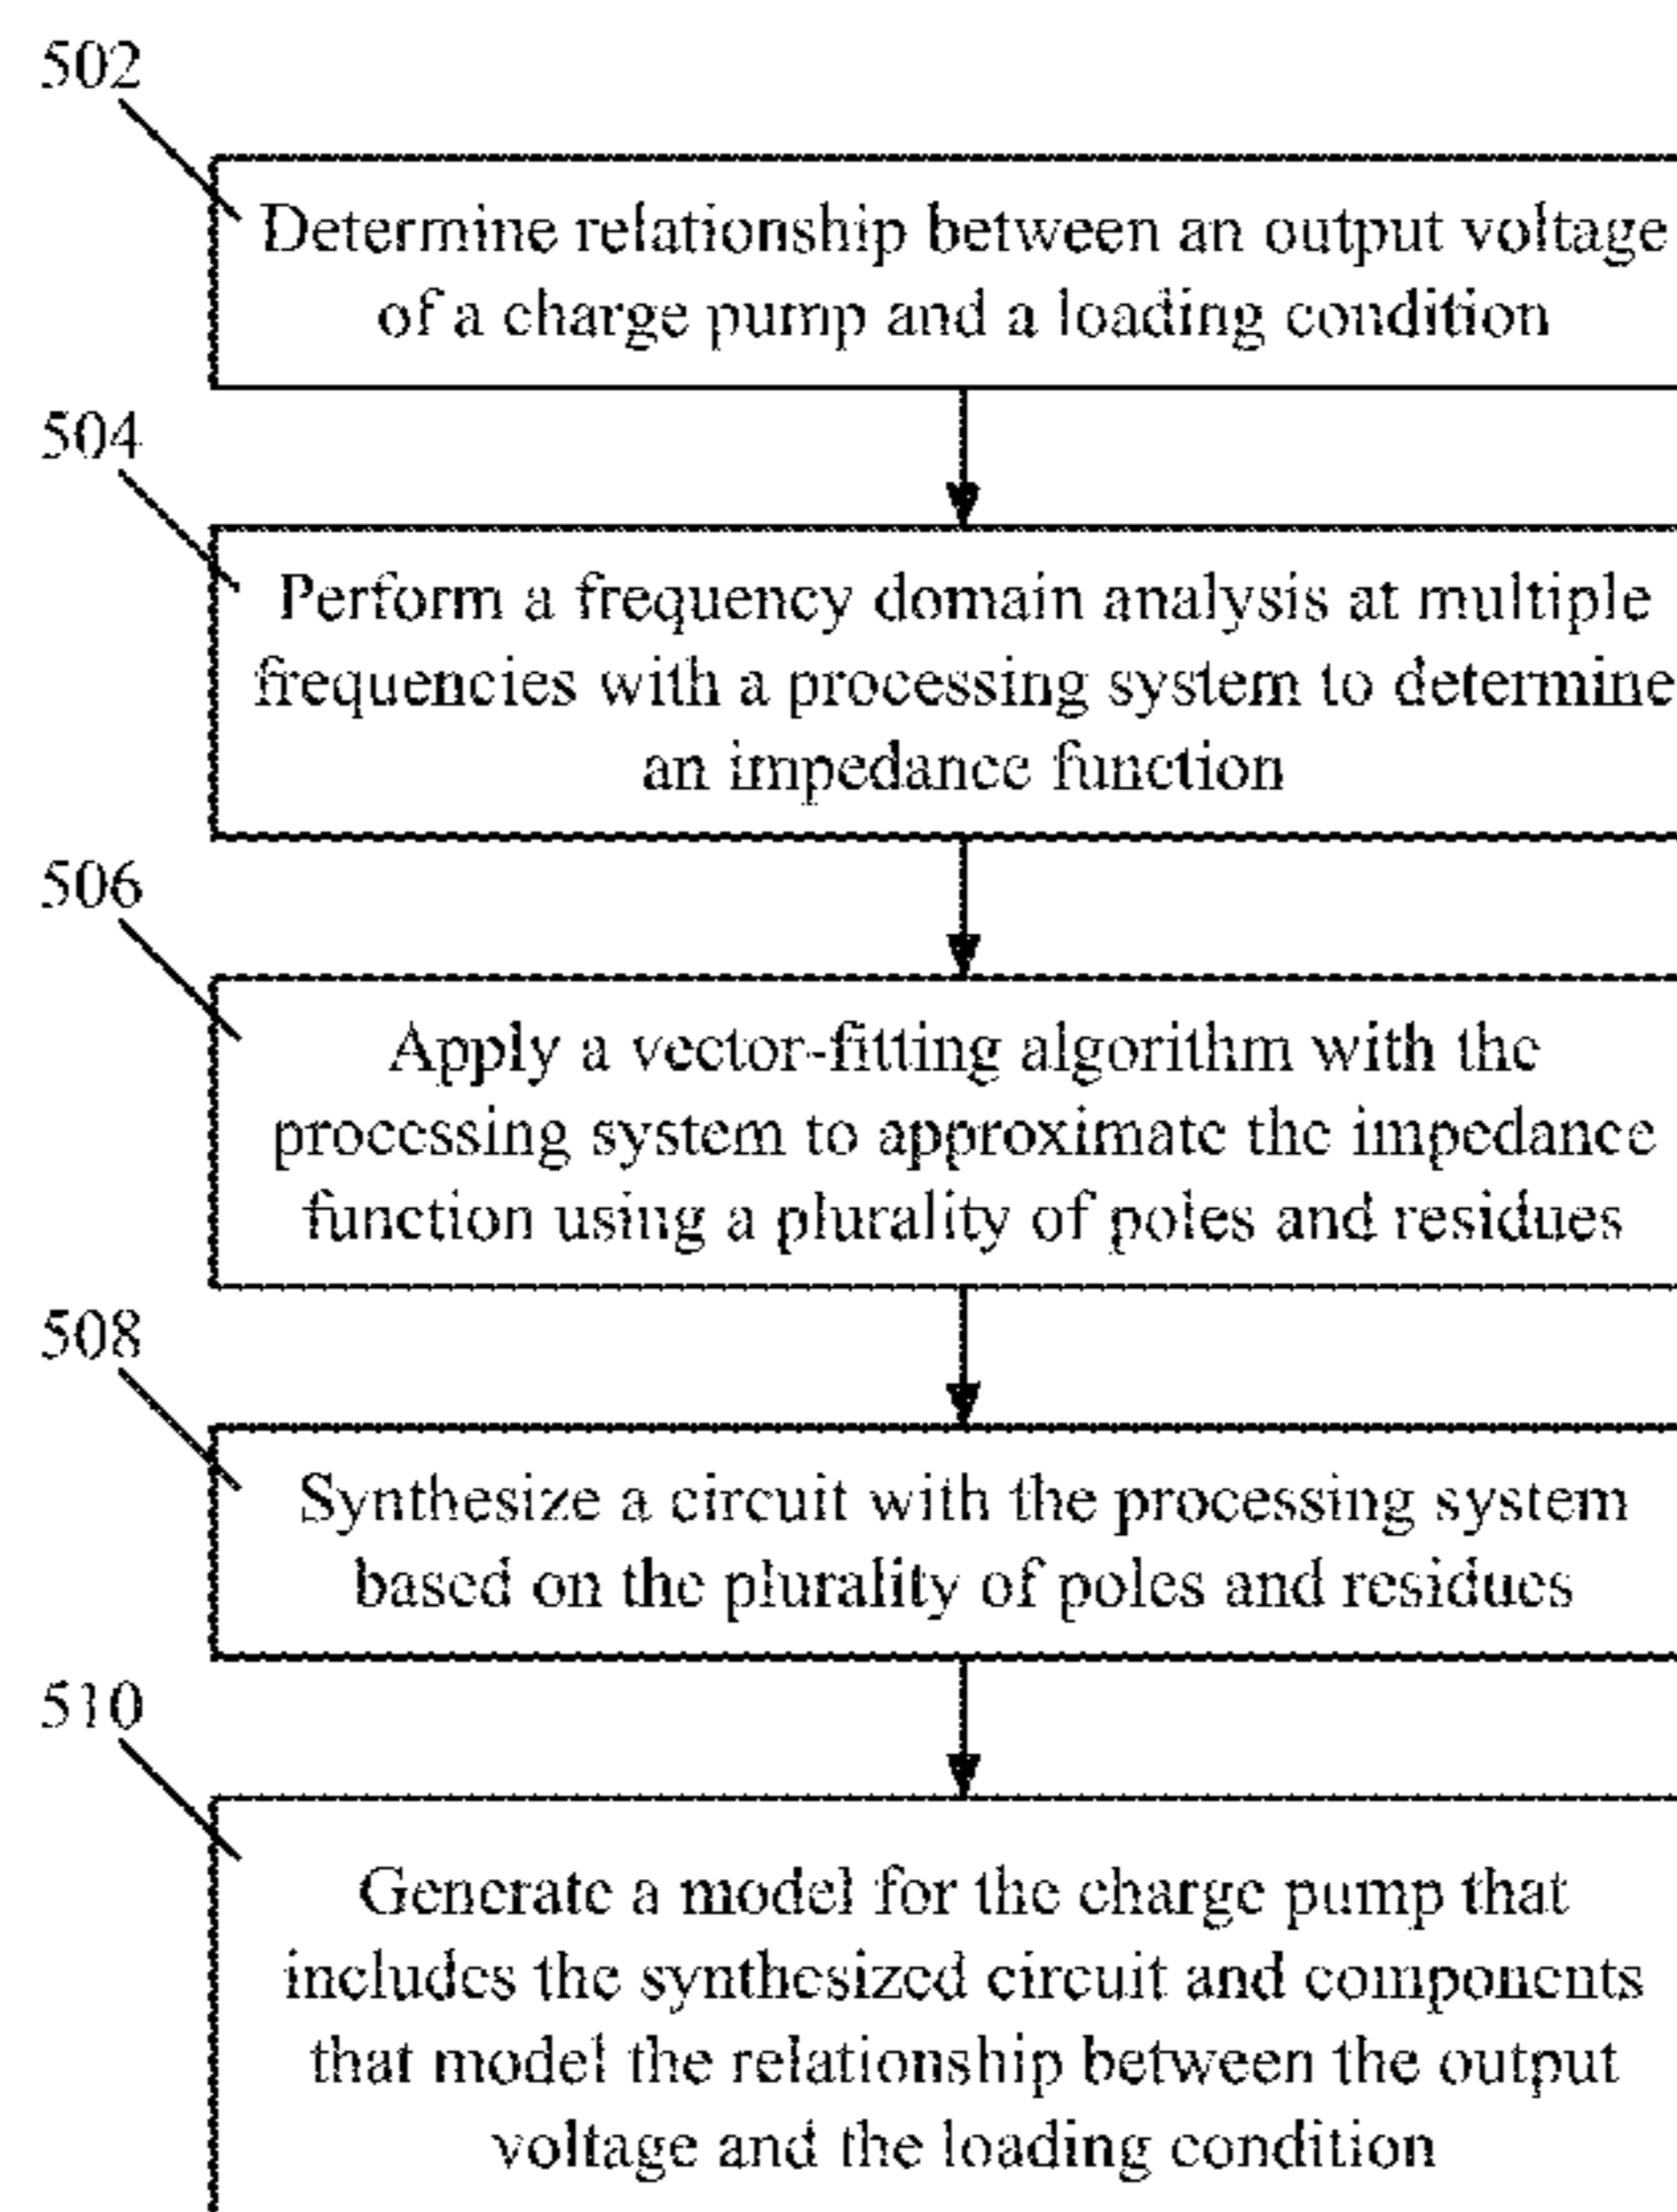 502
Determine relationship between an output voltage
of a charge pump and a loading condition
504
Perform a frequency domain analysis at multiple
frequencies with a processing system to determine
an impedance function
506
Apply a vector-fitting algorithm with the
processing system to approximate the impedance
function using a plurality of poles and residues
508
Synthesize a circuit with the processing system
based on the plurality of poles and residues
510
Generate a model for the charge pump that
includes the synthesized circuit and components
that model the relationship between the output
voltage and the loading condition